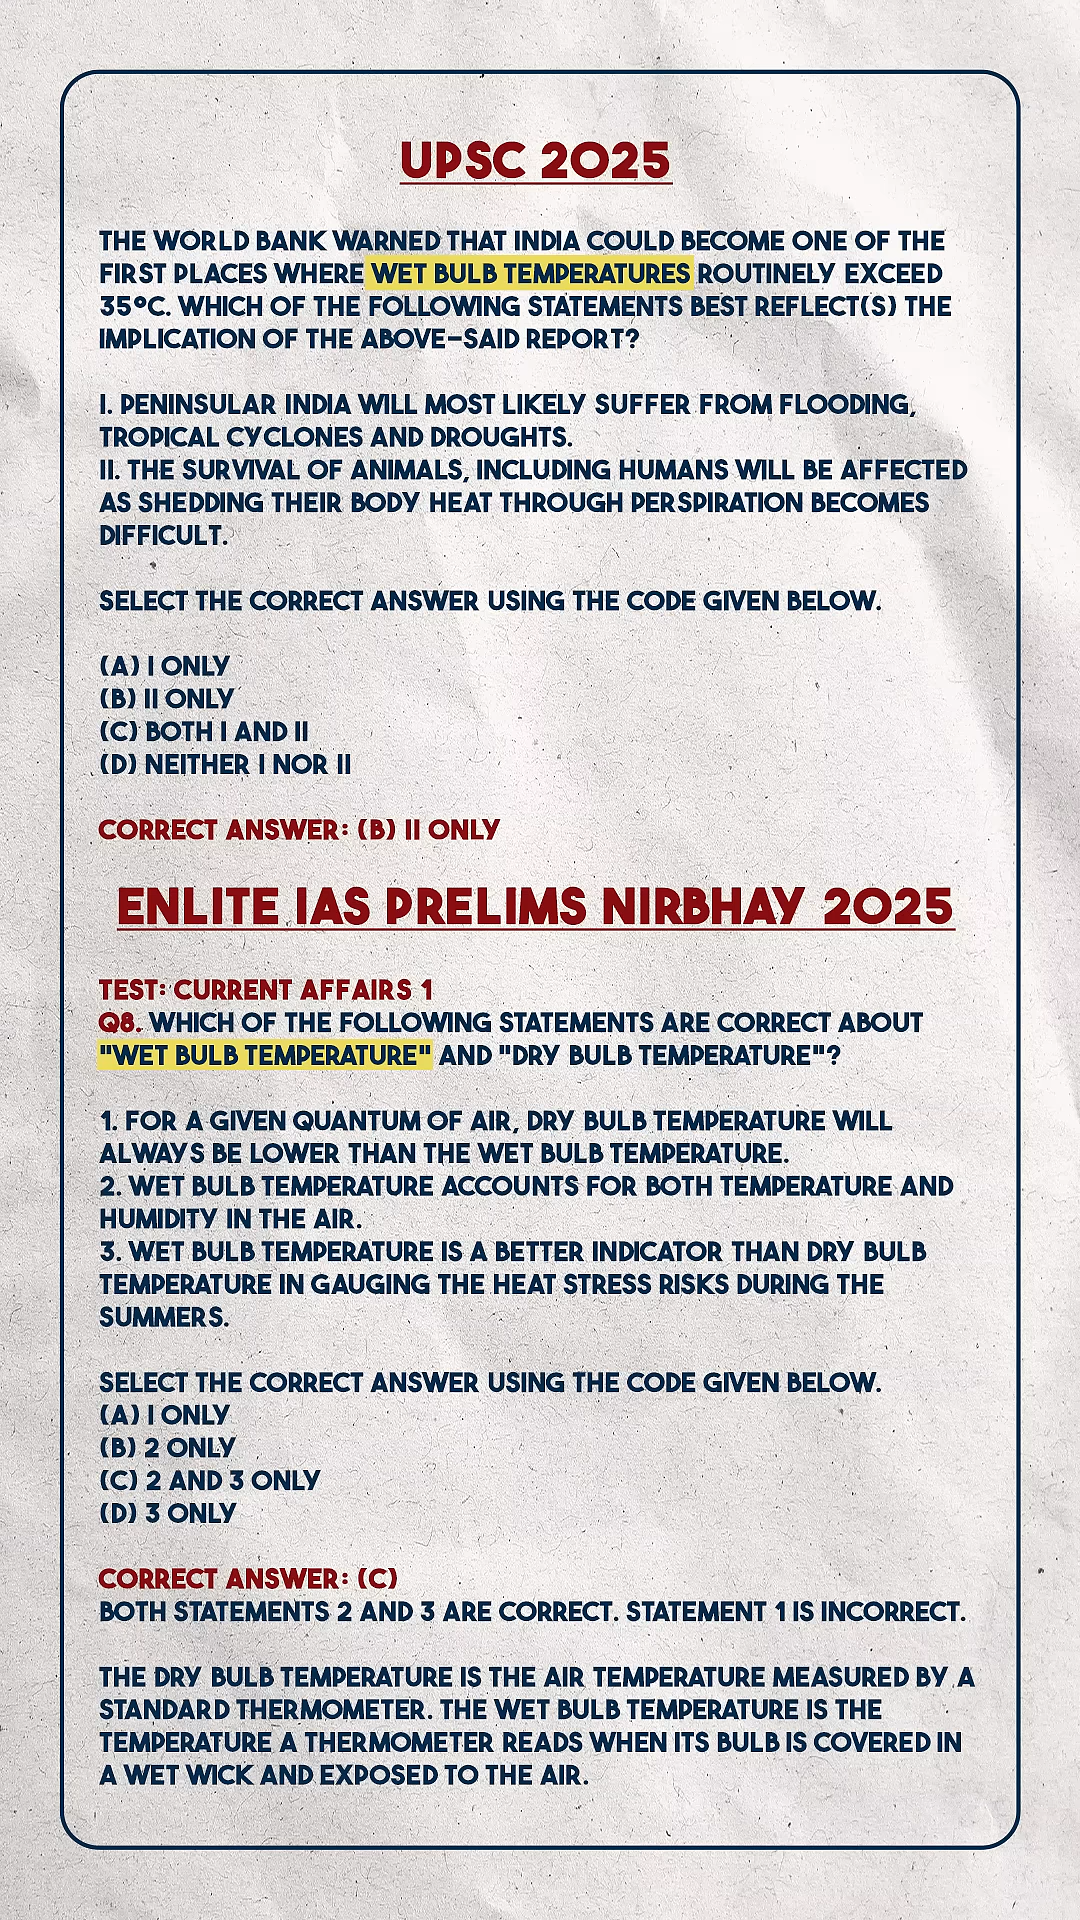 UPSC 2025
THE WORLD BANK WARNED THAT INDIA COULD BECOME ONE OF THE
FIRST PLACES WHERE WET BULB TEMPERATURES ROUTINELY EXCEED
35°C. WHICH OF THE FOLLOWING STATEMENTS BEST REFLECT(S) THE
IMPLICATION OF THE ABOVE-SAID REPORT?
I. PENINSULAR INDIA WILL MOST LIKELY SUFFER FROM FLOODING,
TROPICAL CYCLONES AND DROUGHTS.
II. THE SURVIVAL OF ANIMALS, INCLUDING HUMANS WILL BE AFFECTED
AS SHEDDING THEIR BODY HEAT THROUGH PERSPIRATION BECOMES
DIFFICULT.
SELECT THE CORRECT ANSWER USING THE CODE GIVEN BELOW.
(A) I ONLY
(B) II ONLY
(C) BOTH I AND II
(D) NEITHER I NOR II
CORRECT ANSWER: (B) II ONLY
ENLITE IAS PRELIMS NIRBHAY 2025
TEST: CURRENT AFFAIRS 1
Q8. WHICH OF THE FOLLOWING STATEMENTS ARE CORRECT ABOUT
"WET BULB TEMPERATURE" AND "DRY BULB TEMPERATURE"?
1. FOR A GIVEN QUANTUM OF AIR, DRY BULB TEMPERATURE WILL
ALWAYS BE LOWER THAN THE WET BULB TEMPERATURE.
2. WET BULB TEMPERATURE ACCOUNTS FOR BOTH TEMPERATURE AND
HUMIDITY IN THE AIR.
3. WET BULB TEMPERATURE IS A BETTER INDICATOR THAN DRY BULB
TEMPERATURE IN GAUGING THE HEAT STRESS RISKS DURING THE
SUMMERS.
SELECT THE CORRECT ANSWER USING THE CODE GIVEN BELOW.
(A) I ONLY
(B) 2 ONLY
(C) 2 AND 3 ONLY
(D) 3 ONLY
CORRECT ANSWER: (C)
BOTH STATEMENTS 2 AND 3 ARE CORRECT. STATEMENT 1 IS INCORRECT.
THE DRY BULB TEMPERATURE IS THE AIR TEMPERATURE MEASURED BY A
STANDARD THERMOMETER. THE WET BULB TEMPERATURE IS THE
TEMPERATURE A THERMOMETER READS WHEN ITS BULB IS COVERED IN
A WET WICK AND EXPOSED TO THE AIR.